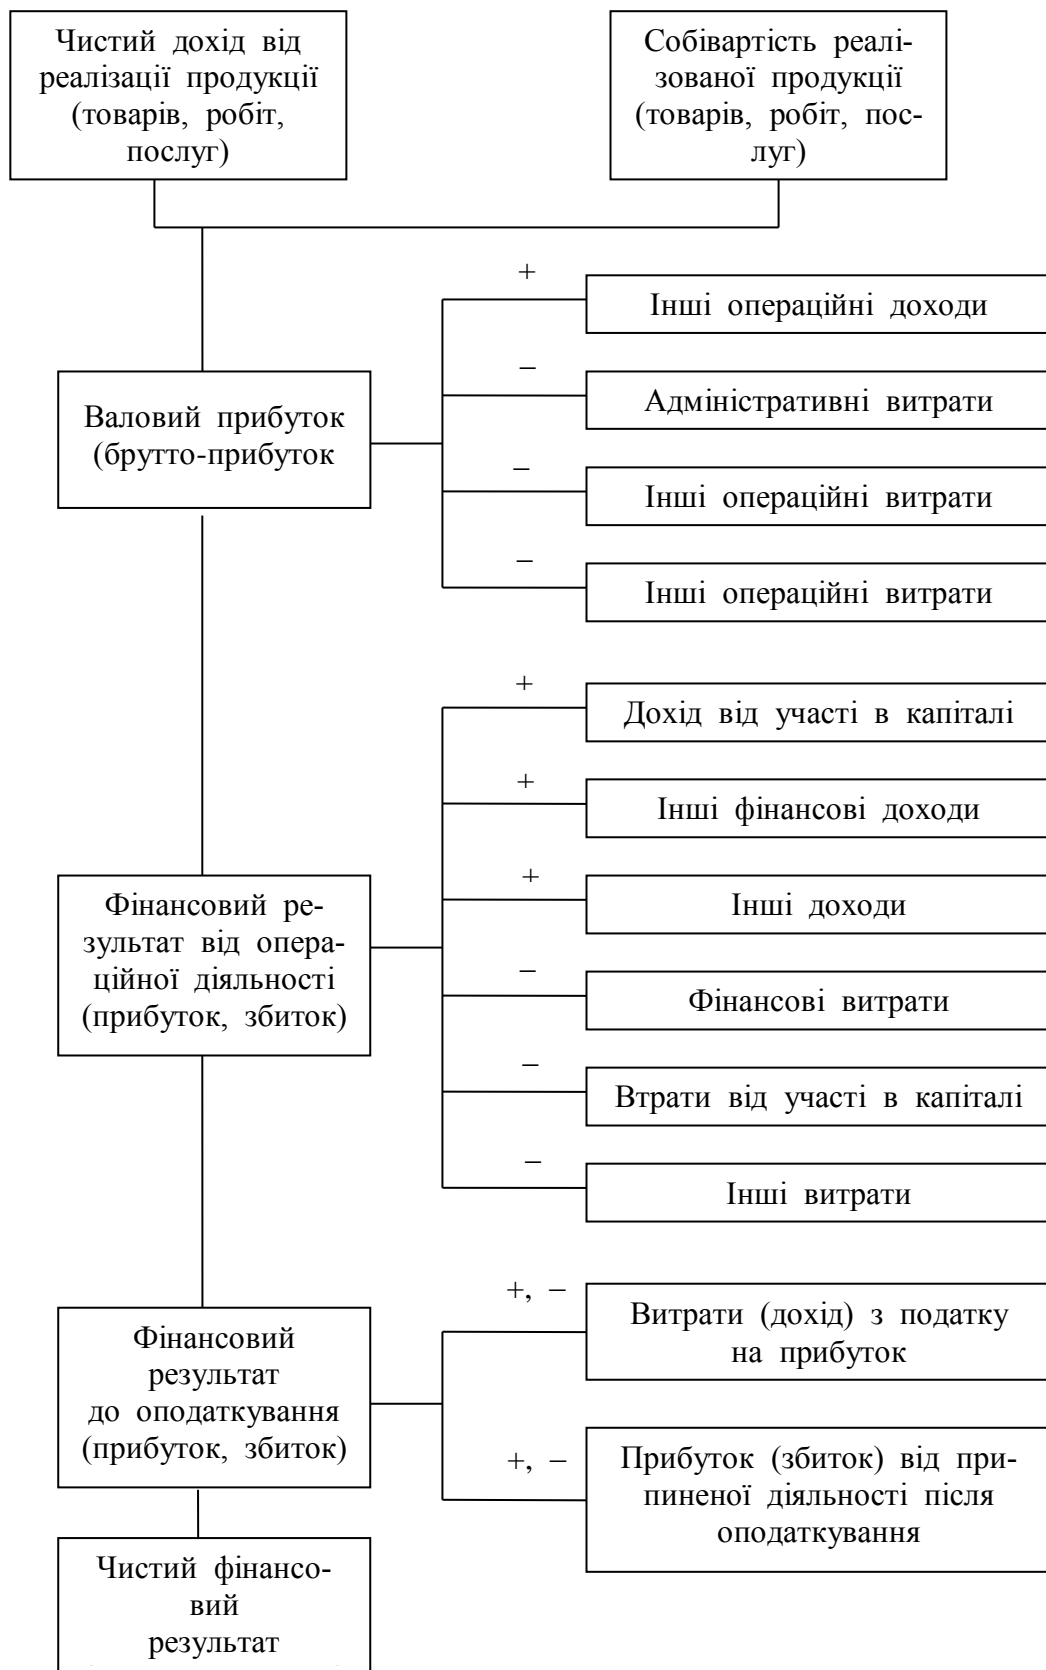 Чистий дохід від
реалізації продукції
(товарів, робіт,
послуг)
Собівартість реалі-
зованої продукції
(товарів, робіт, пос-
луг)
+
Інші операційні доходи
–
Адміністративні витрати
Валовий прибуток
(брутто-прибуток
–
Інші операційні витрати
–
Інші операційні витрати
+
Дохід від участі в капіталі
+
Інші фінансові доходи
+
Інші доходи
Фінансовий ре-
зультат від опера-
ційної діяльності
(прибуток, збиток)
–
Фінансові витрати
–
Втрати від участі в капіталі
–
Інші витрати
+, –
Витрати (дохід) з податку
на прибуток
Фінансовий
результат
до оподаткування
(прибуток, збиток)
+, –
Прибуток (збиток) від при-
пиненої діяльності після
оподаткування
Чистий фінансо-
вий
результат